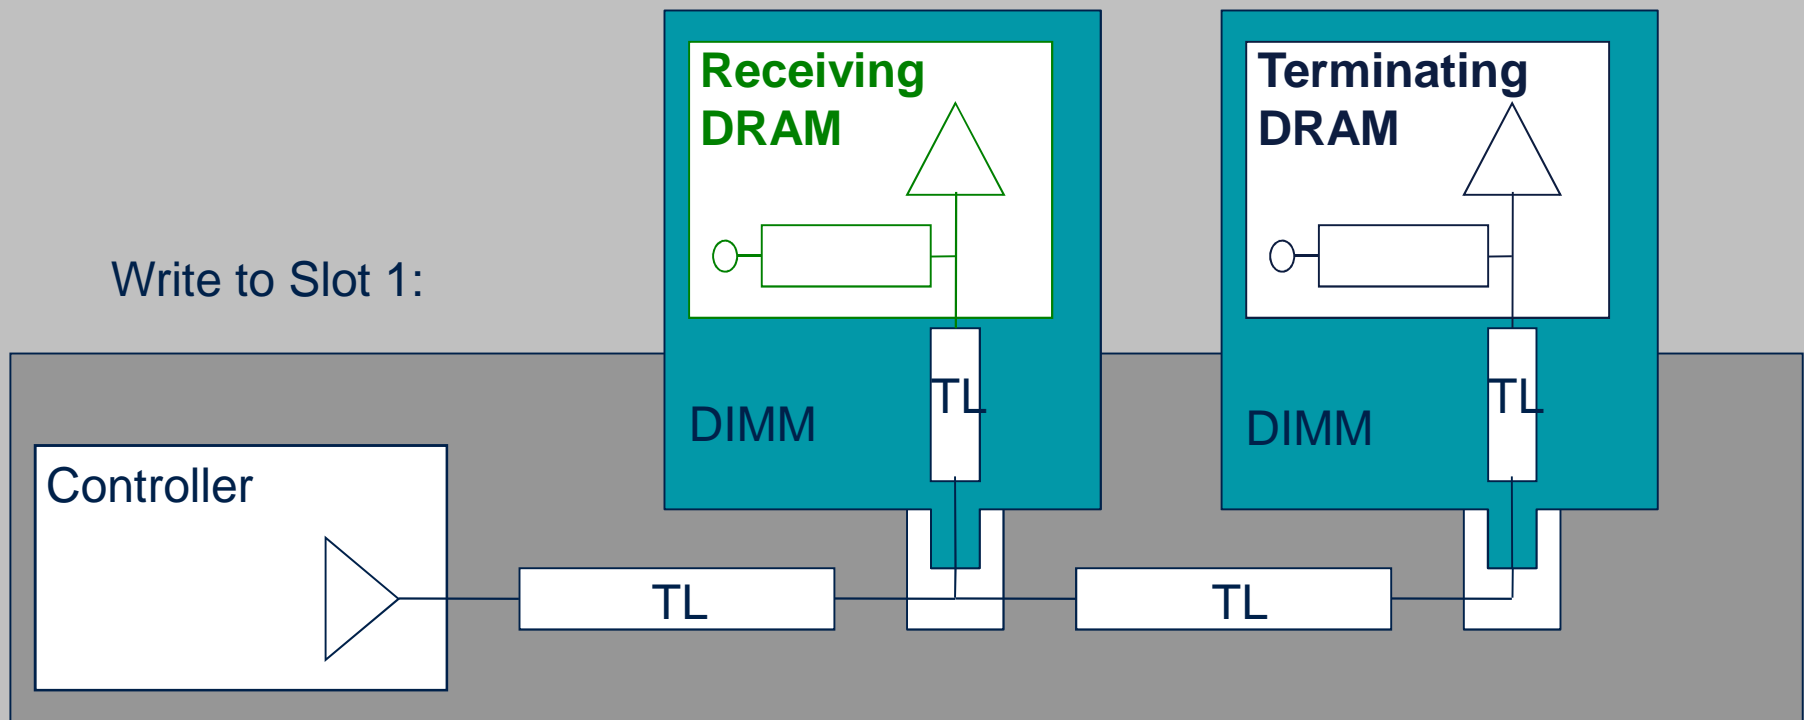 Receiving
DRAM
Terminating
DRAM
Write to Slot 1:
TL
TL
DIMM
DIMM
Controller
TL
TL